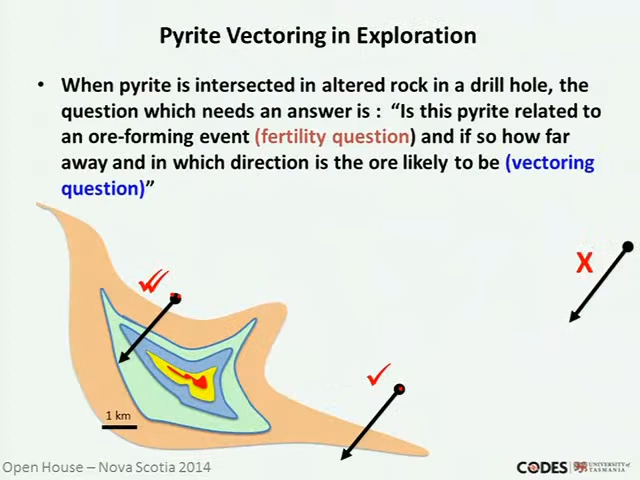 Pyrite Vectoring in Exploration
• When pyrite is intersected in altered rock in a drill hole, the
question which needs an answer is : “Is this pyrite related to
an ore-forming event (fertility question) and if so how far
away and in which direction is the ore likely to be (vectoring
question)”
X
1 km
Open House – Nova Scotia 2014
CODES
UNIVERSITY of
TASMANIA